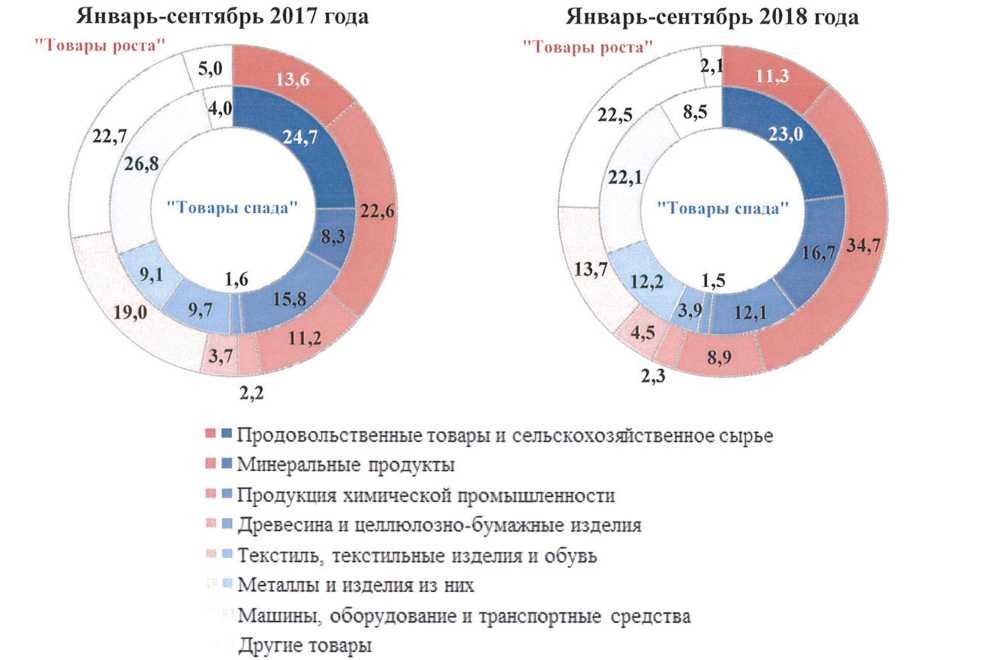 Январь-сентябрь 2017 года
"Товары роста"
5,0
13,6
4,0
24,7
22,7
26,8
"Товары спада"
22,6
8,3
9,1
1,6
15,8
9,7
19,0
11,2
3,7
2,2
Январь-сентябрь 2018 года
"Товары роста"
2,1
11,3
8,5
22,5
23,0
22,1
"Товары спада"
34,7
16,7
13,7
12,2
1,5
3,9
12,1
4,5
8,9
2,3
Продовольственные товары и сельскохозяйственное сырье
Минеральные продукты
Продукция химической промышленности
Древесина и целлюлозно-бумажные изделия
Текстиль, текстильные изделия и обувь
Металлы и изделия из них
Машины, оборудование и транспортные средства
Другие товары